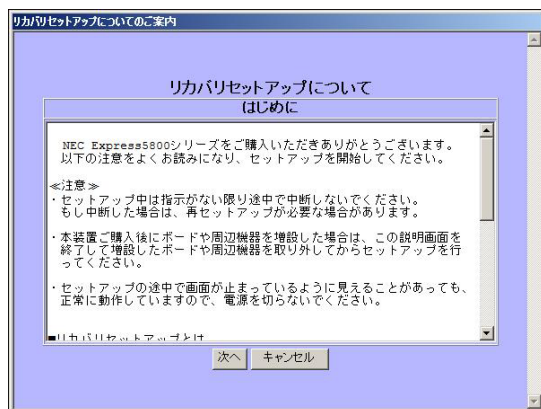 リカバリセットアップについてのご案内
リカバリセットアップについて
はじめに
NEC Express5800シリーズをご購入いただきありがとうございます。
以下の注意をよくお読みになり、セットアップを開始してください。
≪注意≫
・セットアップ中は指示がない限り途中で中断しないでください。
もし中断した場合は、再セットアップが必要な場合があります。
・本装置ご購入後にボードや周辺機器を増設した場合は、この説明画面を
終了して増設したボードや周辺機器を取り外してからセットアップを行
ってください。
・セットアップの途中で画面が止まっているように見えることがあっても、
正常に動作していますので、電源を切らないでください。
■リカバリセットアップとは
次へ
キャンセル